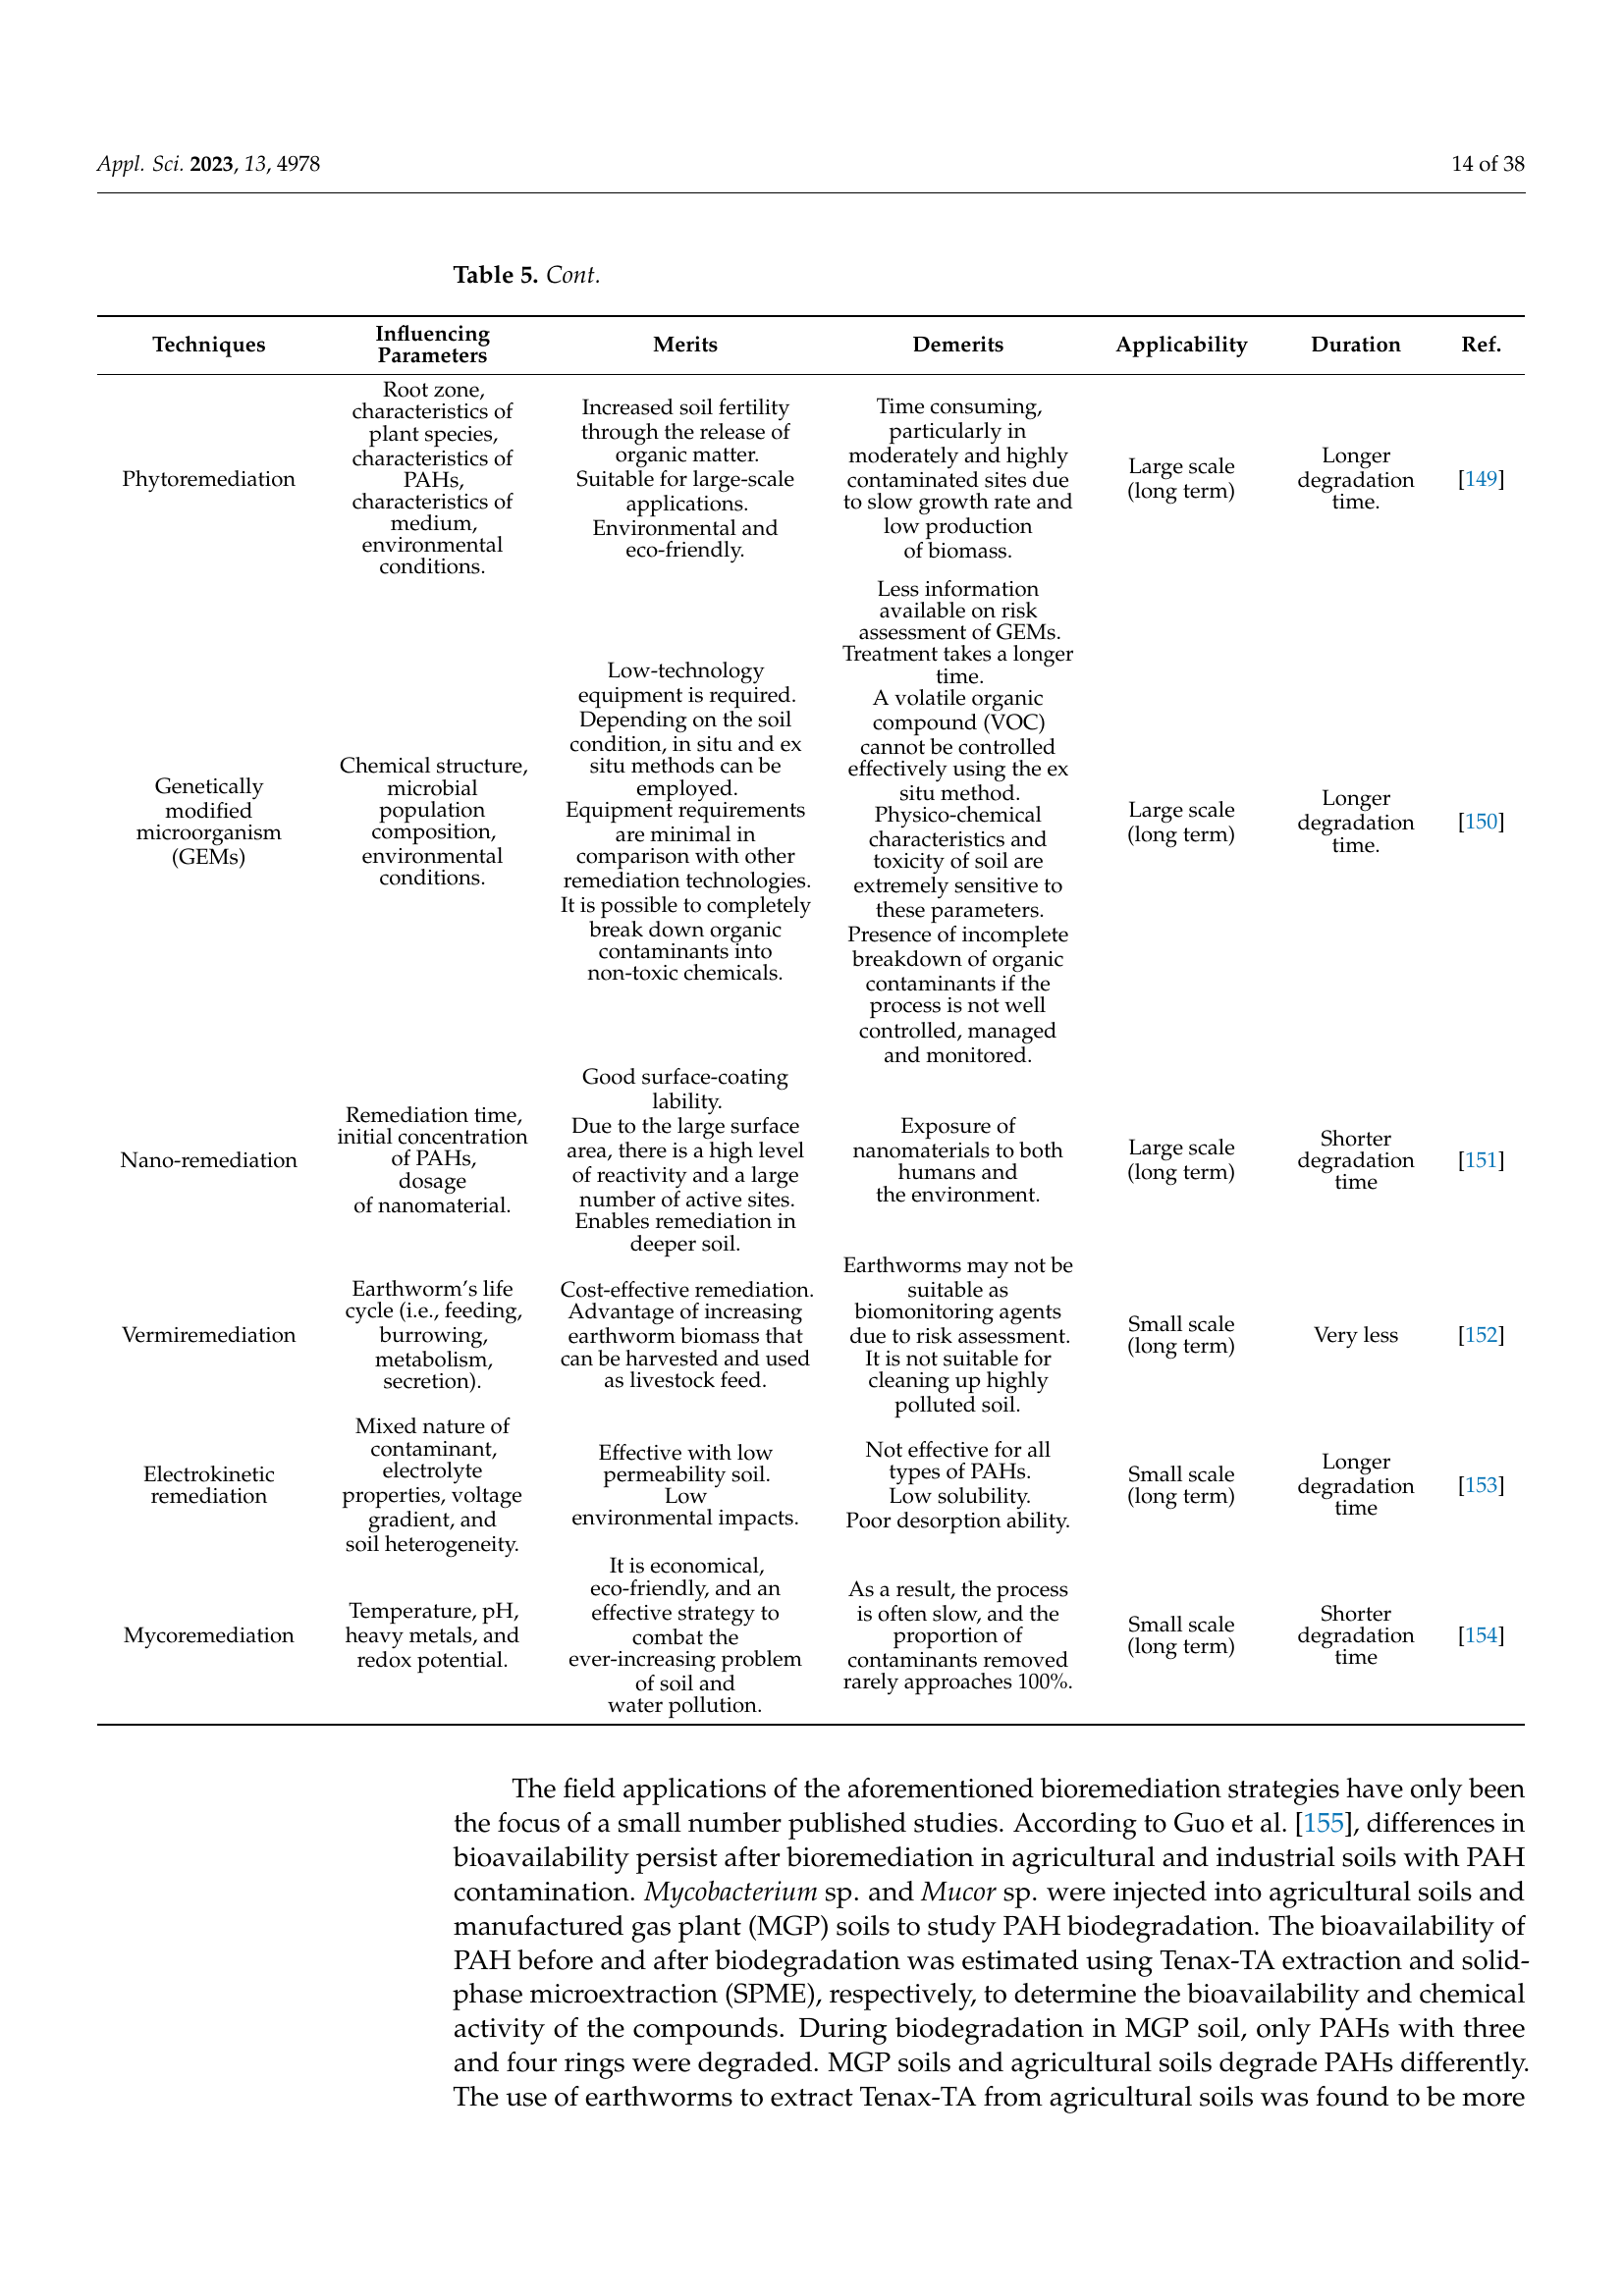 Appl. Sci. 2023, 13, 4978
14 of 38
Table 5. Cont.
Techniques
Influencing
Parameters
Merits
Demerits
Applicability
Duration
Ref.
Phytoremediation
Root zone,
characteristics of
plant species,
characteristics of
PAHs,
characteristics of
medium,
environmental
conditions.
Increased soil fertility
through the release of
organic matter.
Suitable for large-scale
applications.
Environmental and
eco-friendly.
Time consuming,
particularly in
moderately and highly
contaminated sites due
to slow growth rate and
low production
of biomass.
Large scale
(long term)
Longer
degradation
time.
[149]
Genetically
modified
microorganism
(GEMs)
Chemical structure,
microbial
population
composition,
environmental
conditions.
Low-technology
equipment is required.
Depending on the soil
condition, in situ and ex
situ methods can be
employed.
Equipment requirements
are minimal in
comparison with other
remediation technologies.
It is possible to completely
break down organic
contaminants into
non-toxic chemicals.
Less information
available on risk
assessment of GEMs.
Treatment takes a longer
time.
A volatile organic
compound (VOC)
cannot be controlled
effectively using the ex
situ method.
Physico-chemical
characteristics and
toxicity of soil are
extremely sensitive to
these parameters.
Presence of incomplete
breakdown of organic
contaminants if the
process is not well
controlled, managed
and monitored.
Large scale
(long term)
Longer
degradation
time.
[150]
Nano-remediation
Remediation time,
initial concentration
of PAHs,
dosage
of nanomaterial.
Good surface-coating
lability.
Due to the large surface
area, there is a high level
of reactivity and a large
number of active sites.
Enables remediation in
deeper soil.
Exposure of
nanomaterials to both
humans and
the environment.
Large scale
(long term)
Shorter
degradation
time
[151]
Vermiremediation
Earthworm's life
cycle (i.e., feeding,
burrowing,
metabolism,
secretion).
Cost-effective remediation.
Advantage of increasing
earthworm biomass that
can be harvested and used
as livestock feed.
Earthworms may not be
suitable as
biomonitoring agents
due to risk assessment.
It is not suitable for
cleaning up highly
polluted soil.
Small scale
(long term)
Very less
[152]
Electrokinetic
remediation
Mixed nature of
contaminant,
electrolyte
properties, voltage
gradient, and
soil heterogeneity.
Effective with low
permeability soil.
Low
environmental impacts.
Not effective for all
types of PAHs.
Low solubility.
Poor desorption ability.
Small scale
(long term)
Longer
degradation
time
[153]
Mycoremediation
Temperature, pH,
heavy metals, and
redox potential.
It is economical,
eco-friendly, and an
effective strategy to
combat the
ever-increasing problem
of soil and
water pollution.
As a result, the process
is often slow, and the
proportion of
contaminants removed
rarely approaches 100%.
Small scale
(long term)
Shorter
degradation
time
[154]
The field applications of the aforementioned bioremediation strategies have only been
the focus of a small number published studies. According to Guo et al. [155], differences in
bioavailability persist after bioremediation in agricultural and industrial soils with PAH
contamination. Mycobacterium sp. and Mucor sp. were injected into agricultural soils and
manufactured gas plant (MGP) soils to study PAH biodegradation. The bioavailability of
PAH before and after biodegradation was estimated using Tenax-TA extraction and solid-
phase microextraction (SPME), respectively, to determine the bioavailability and chemical
activity of the compounds. During biodegradation in MGP soil, only PAHs with three
and four rings were degraded. MGP soils and agricultural soils degrade PAHs differently.
The use of earthworms to extract Tenax-TA from agricultural soils was found to be more